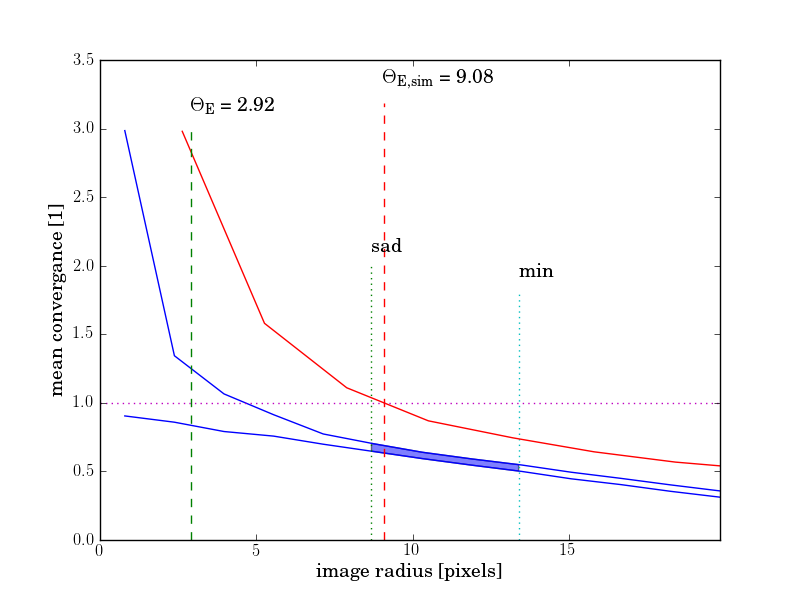 Θ_E,sim = 9.08
Θ_E = 2.92
sad
min
3.5
3.0
2.5
2.0
1.5
1.0
0.5
0.0
mean convergance [1]
0
5
10
15
image radius [pixels]